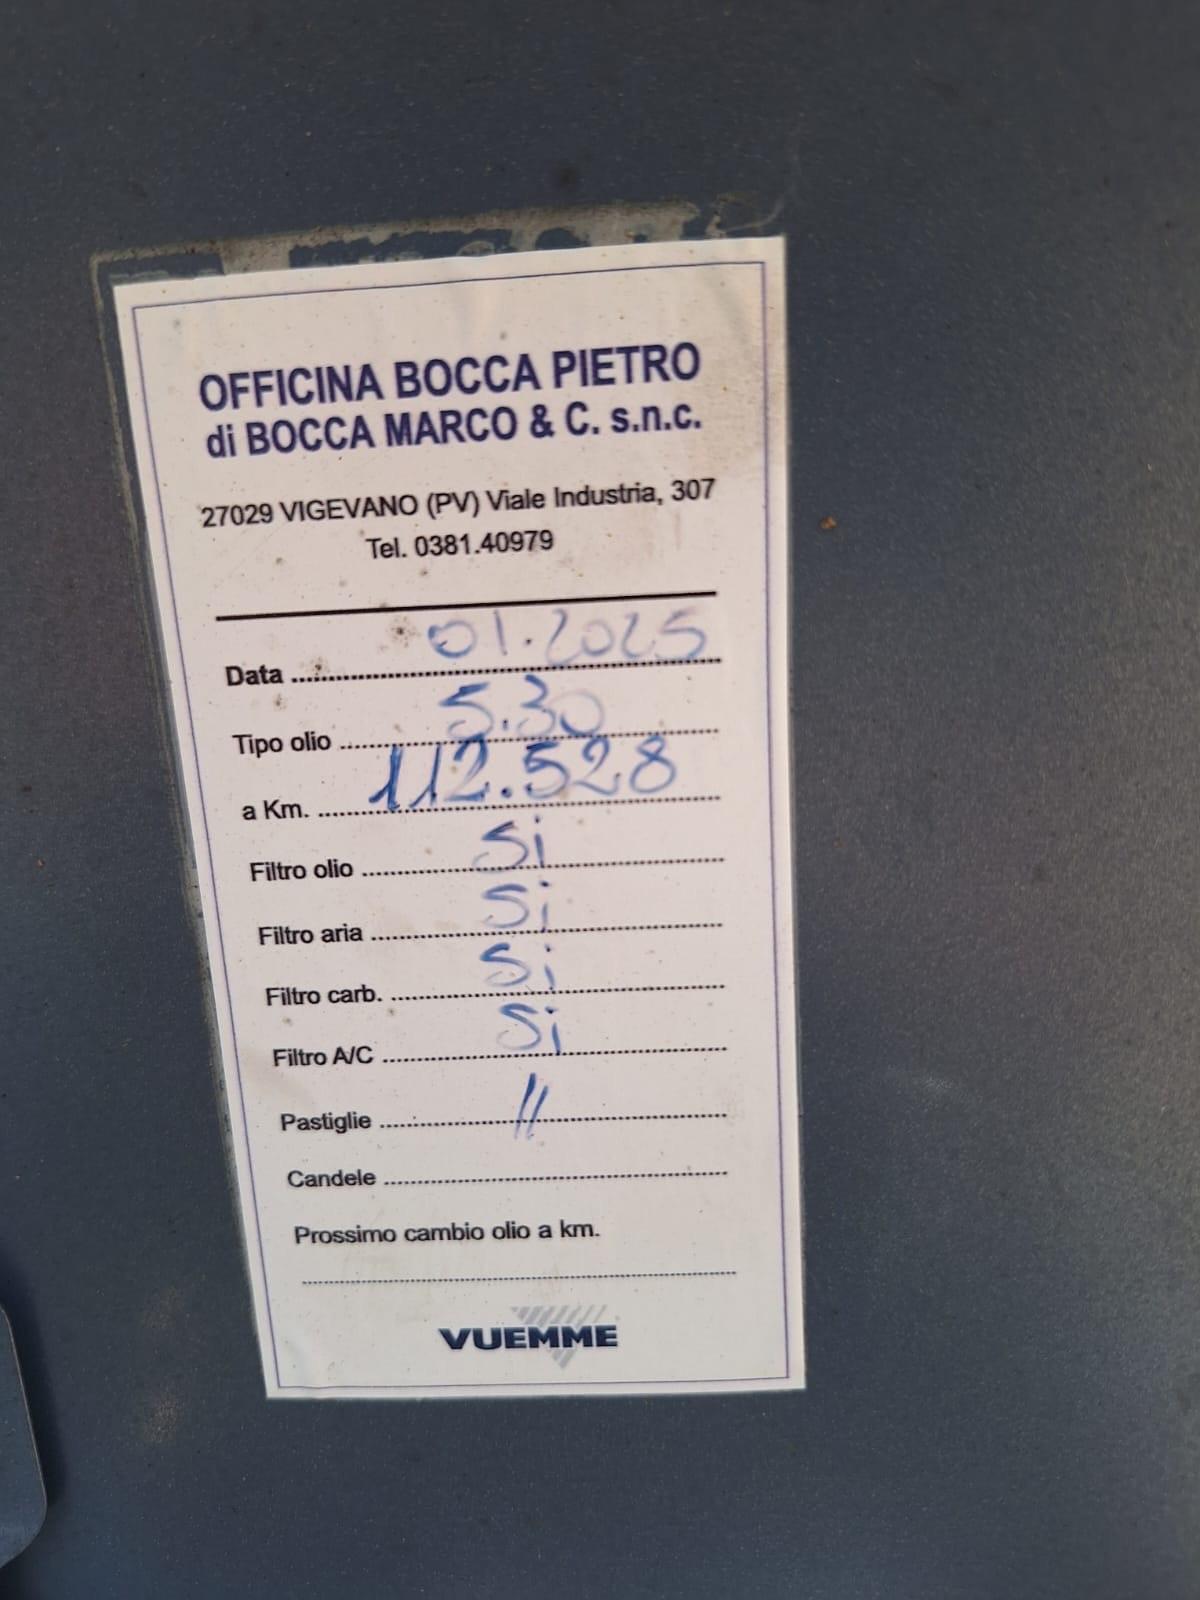 OFFICINA BOCCA PIETRO
di BOCCA MARCO & C. s.n.c.
27029 VIGEVANO (PV) Viale Industria, 307
Tel. 0381.40979
Data 01.2025
Tipo olio 5.30
a Km. 112.528
Filtro olio Si
Filtro aria Si
Filtro carb. Si
Filtro A/C Si
Pastiglie //
Candele
Prossimo cambio olio a km.
VUEMME